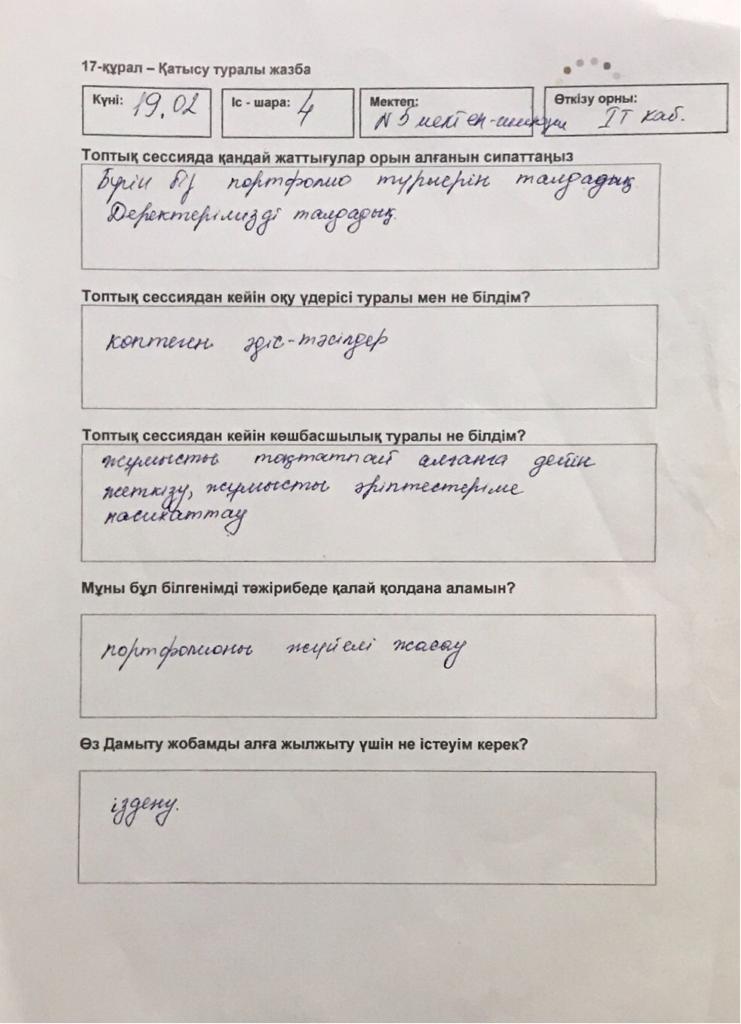 17-құрал – Қатысу туралы жазба
Күні: 19.02 Іс - шара: 4 Мектеп: N5 мектеп-лицейі Өткізу орны: IT каб.
Топтық сессияда қандай жаттығулар орын алғанын сипаттаңыз
Бүгін біз портфолио түрлерін талдадық
Деректерімізді талдадық.
Топтық сессиядан кейін оқу үдерісі туралы мен не білдім?
көптеген әдіс-тәсілдер
Топтық сессиядан кейін көшбасшылық туралы не білдім?
жұмысты тоқтатпай алғанға дейін
жеткізу, жұмысты әріптестеріме
насихаттау
Мұны бұл білгенімді тәжірибеде қалай қолдана аламын?
портфолионы жүйелі жасау
Өз Дамыту жобамды алға жылжыту үшін не істеуім керек?
іздену.